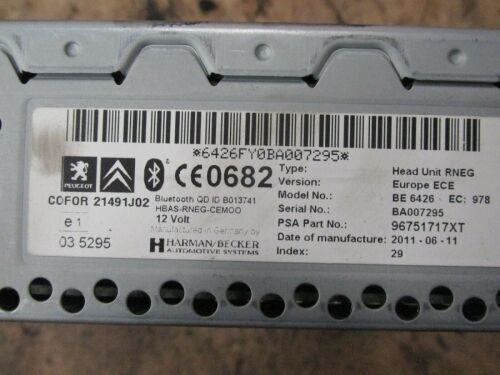 *6426FY0BA007295*
PEUGEOT
CE0682
COFOR 21491J02
Bluetooth QD ID B013741
HBAS-RNEG-CEMOO
12 Volt
Manufactured in Germany by
HARMAN/BECKER
AUTOMOTIVE SYSTEMS
e1
03 5295
Type: Head Unit RNEG
Version: Europe ECE
Model No.: BE 6426 EC: 978
Serial No.: BA007295
PSA Part No.: 96751717XT
Date of manufacture: 2011-06-11
Index: 29